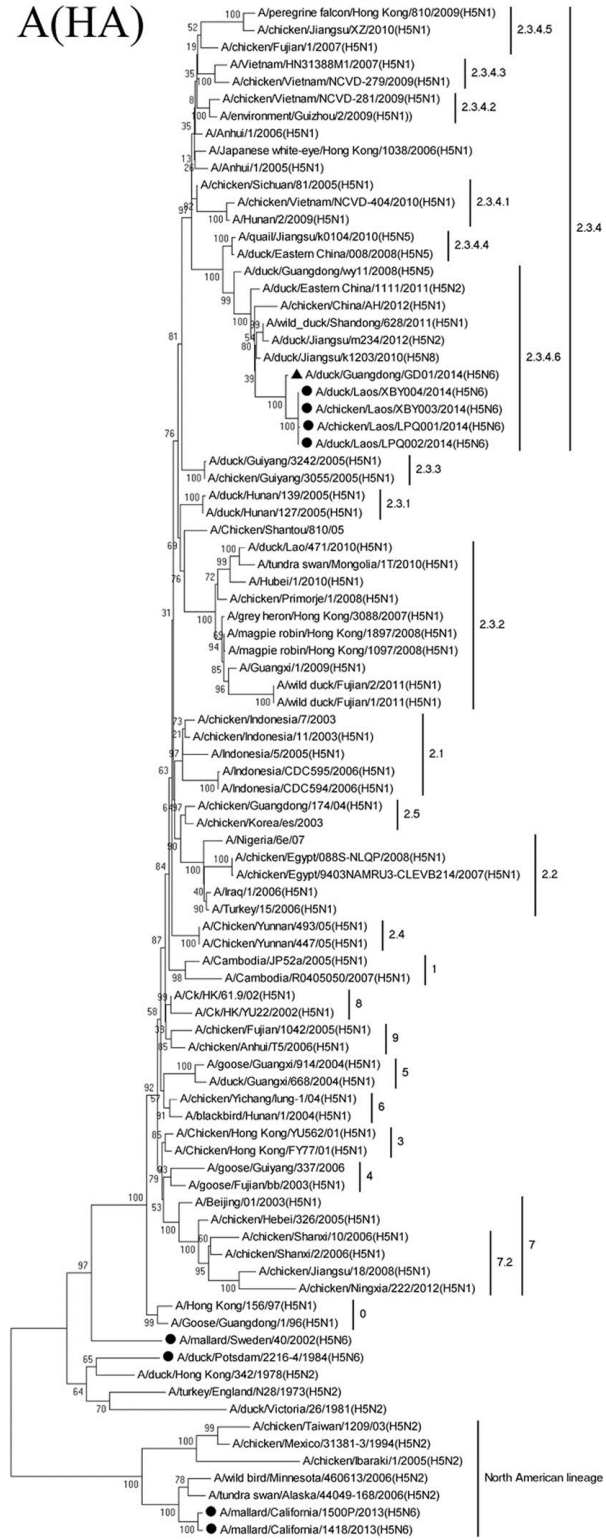 A(HA)
A/peregrine falcon/Hong Kong/810/2009(H5N1)
A/chicken/Jiangsu/XZ/2010(H5N1)
2.3.4.5
A/chicken/Fujian/1/2007(H5N1)
A/Vietnam/HN31388M1/2007(H5N1)
2.3.4.3
A/chicken/Vietnam/NCVD-279/2009(H5N1)
A/chicken/Vietnam/NCVD-281/2009(H5N1)
2.3.4.2
A/environment/Guizhou/2/2009(H5N1))
A/Anhui/1/2006(H5N1)
A/Japanese white-eye/Hong Kong/1038/2006(H5N1)
A/Anhui/1/2005(H5N1)
A/chicken/Sichuan/81/2005(H5N1)
A/chicken/Vietnam/NCVD-404/2010(H5N1)
2.3.4.1
A/Hunan/2/2009(H5N1)
2.3.4
A/quail/Jiangsu/k0104/2010(H5N5)
2.3.4.4
A/duck/Eastern China/008/2008(H5N5)
A/duck/Guangdong/wy11/2008(H5N5)
A/duck/Eastern China/1111/2011(H5N2)
A/chicken/China/AH/2012(H5N1)
A/wild_duck/Shandong/628/2011(H5N1)
A/duck/Jiangsu/m234/2012(H5N2)
A/duck/Jiangsu/k1203/2010(H5N8)
2.3.4.6
A/duck/Guangdong/GD01/2014(H5N6)
A/duck/Laos/XBY004/2014(H5N6)
A/chicken/Laos/XBY003/2014(H5N6)
A/chicken/Laos/LPQ001/2014(H5N6)
A/duck/Laos/LPQ002/2014(H5N6)
A/duck/Guiyang/3242/2005(H5N1)
2.3.3
A/chicken/Guiyang/3055/2005(H5N1)
A/duck/Hunan/139/2005(H5N1)
2.3.1
A/duck/Hunan/127/2005(H5N1)
A/Chicken/Shantou/810/05
A/duck/Lao/471/2010(H5N1)
A/tundra swan/Mongolia/1T/2010(H5N1)
A/Hubei/1/2010(H5N1)
A/chicken/Primorje/1/2008(H5N1)
A/grey heron/Hong Kong/3088/2007(H5N1)
2.3.2
A/magpie robin/Hong Kong/1897/2008(H5N1)
A/magpie robin/Hong Kong/1097/2008(H5N1)
A/Guangxi/1/2009(H5N1)
A/wild duck/Fujian/2/2011(H5N1)
A/wild duck/Fujian/1/2011(H5N1)
A/chicken/Indonesia/7/2003
A/chicken/Indonesia/11/2003(H5N1)
A/Indonesia/5/2005(H5N1)
2.1
A/Indonesia/CDC595/2006(H5N1)
A/Indonesia/CDC594/2006(H5N1)
A/chicken/Guangdong/174/04(H5N1)
2.5
A/chicken/Korea/es/2003
A/Nigeria/6e/07
A/chicken/Egypt/088S-NLQP/2008(H5N1)
A/chicken/Egypt/9403NAMRU3-CLEVB214/2007(H5N1)
2.2
A/Iraq/1/2006(H5N1)
A/Turkey/15/2006(H5N1)
A/Chicken/Yunnan/493/05(H5N1)
2.4
A/Chicken/Yunnan/447/05(H5N1)
A/Cambodia/JP52a/2005(H5N1)
1
A/Cambodia/R0405050/2007(H5N1)
A/Ck/HK/61.9/02(H5N1)
8
A/Ck/HK/YU22/2002(H5N1)
A/chicken/Fujian/1042/2005(H5N1)
9
A/chicken/Anhui/T5/2006(H5N1)
A/goose/Guangxi/914/2004(H5N1)
5
A/duck/Guangxi/668/2004(H5N1)
A/chicken/Yichang/lung-1/04(H5N1)
6
A/blackbird/Hunan/1/2004(H5N1)
A/Chicken/Hong Kong/YU562/01(H5N1)
3
A/Chicken/Hong Kong/FY77/01(H5N1)
A/goose/Guiyang/337/2006
4
A/goose/Fujian/bb/2003(H5N1)
A/Beijing/01/2003(H5N1)
A/chicken/Hebei/326/2005(H5N1)
A/chicken/Shanxi/10/2006(H5N1)
7
A/chicken/Shanxi/2/2006(H5N1)
7.2
A/chicken/Jiangsu/18/2008(H5N1)
A/chicken/Ningxia/222/2012(H5N1)
A/Hong Kong/156/97(H5N1)
0
A/Goose/Guangdong/1/96(H5N1)
A/mallard/Sweden/40/2002(H5N6)
A/duck/Potsdam/2216-4/1984(H5N6)
A/duck/Hong Kong/342/1978(H5N2)
A/turkey/England/N28/1973(H5N2)
A/duck/Victoria/26/1981(H5N2)
A/chicken/Taiwan/1209/03(H5N2)
A/chicken/Mexico/31381-3/1994(H5N2)
A/chicken/Ibaraki/1/2005(H5N2)
North American lineage
A/wild bird/Minnesota/460613/2006(H5N2)
A/tundra swan/Alaska/44049-168/2006(H5N2)
A/mallard/California/1500P/2013(H5N6)
A/mallard/California/1418/2013(H5N6)